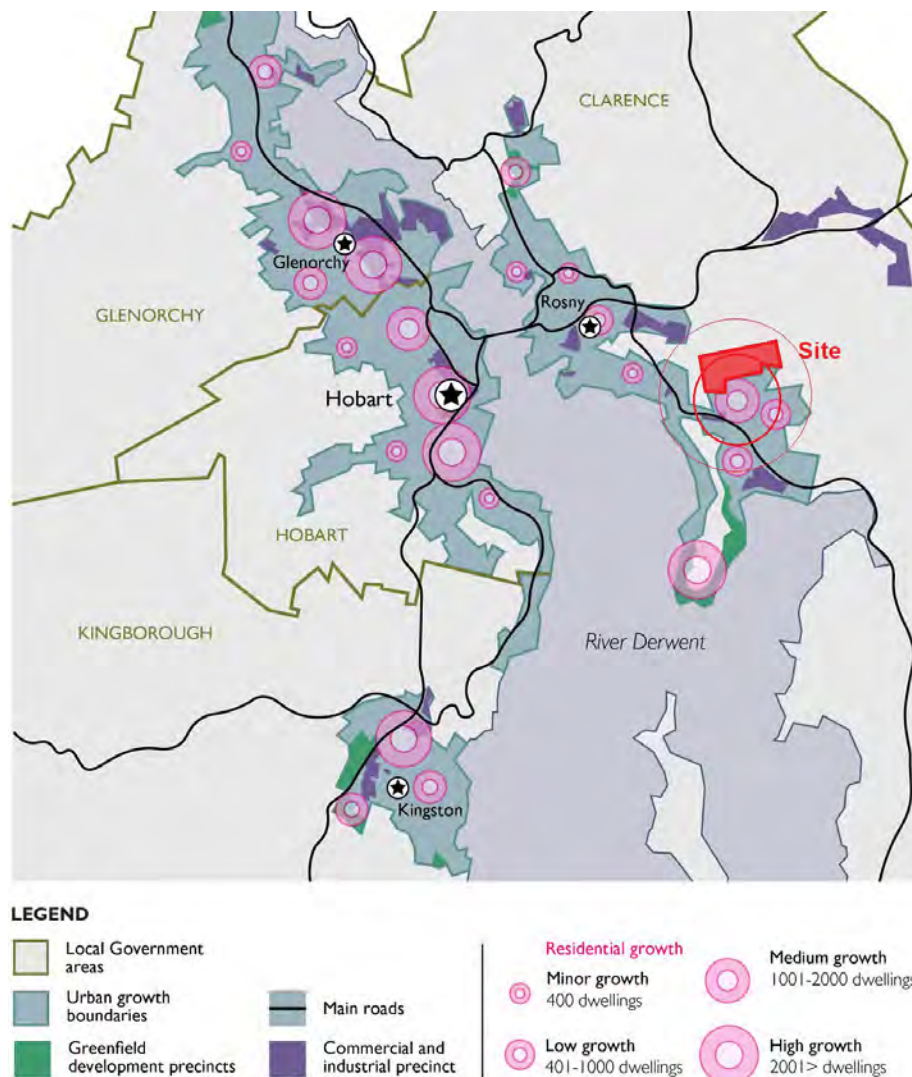 CLARENCE
Glenorchy
GLENORCHY
Rosny
Site
Hobart
HOBART
KINGBOROUGH
River Derwent
Kingston
LEGEND
Local Government
areas
Urban growth
boundaries
Greenfield
development precincts
Main roads
Commercial and
industrial precinct
Residential growth
Minor growth
400 dwellings
Low growth
401-1000 dwellings
Medium growth
1001-2000 dwellings
High growth
2001> dwellings